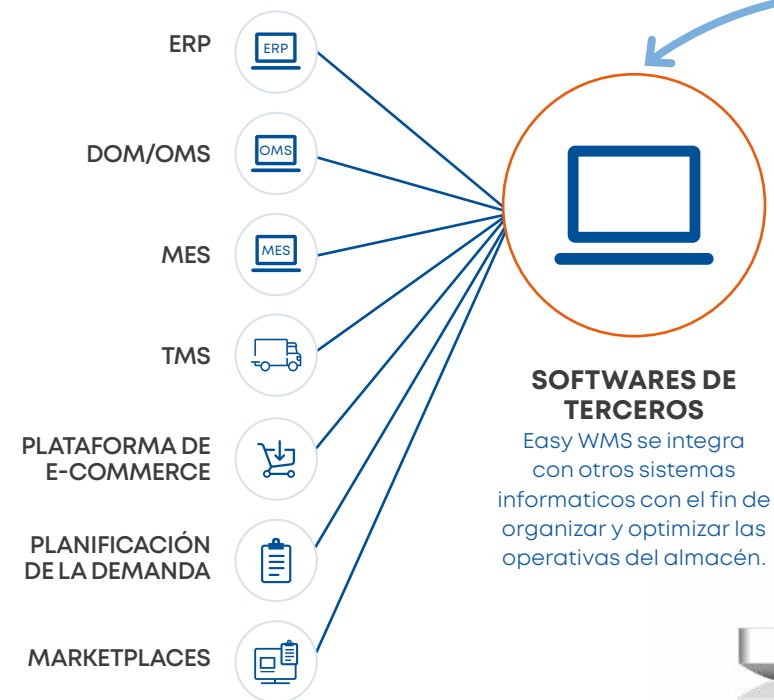 ERP
ERP
DOM/OMS
OMS
MES
MES
TMS
PLATAFORMA DE
E-COMMERCE
PLANIFICACIÓN
DE LA DEMANDA
MARKETPLACES
SOFTWARES DE
TERCEROS
Easy WMS se integra
con otros sistemas
informaticos con el fin de
organizar y optimizar las
operativas del almacén.